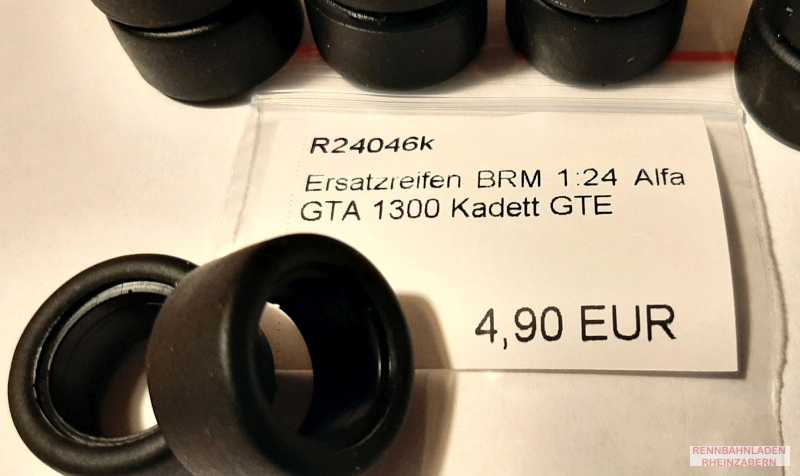 R24046k
Ersatzreifen BRM 1:24 Alfa
GTA 1300 Kadett GTE
4,90 EUR
RENNBAHNLADEN
RHEINZABERN